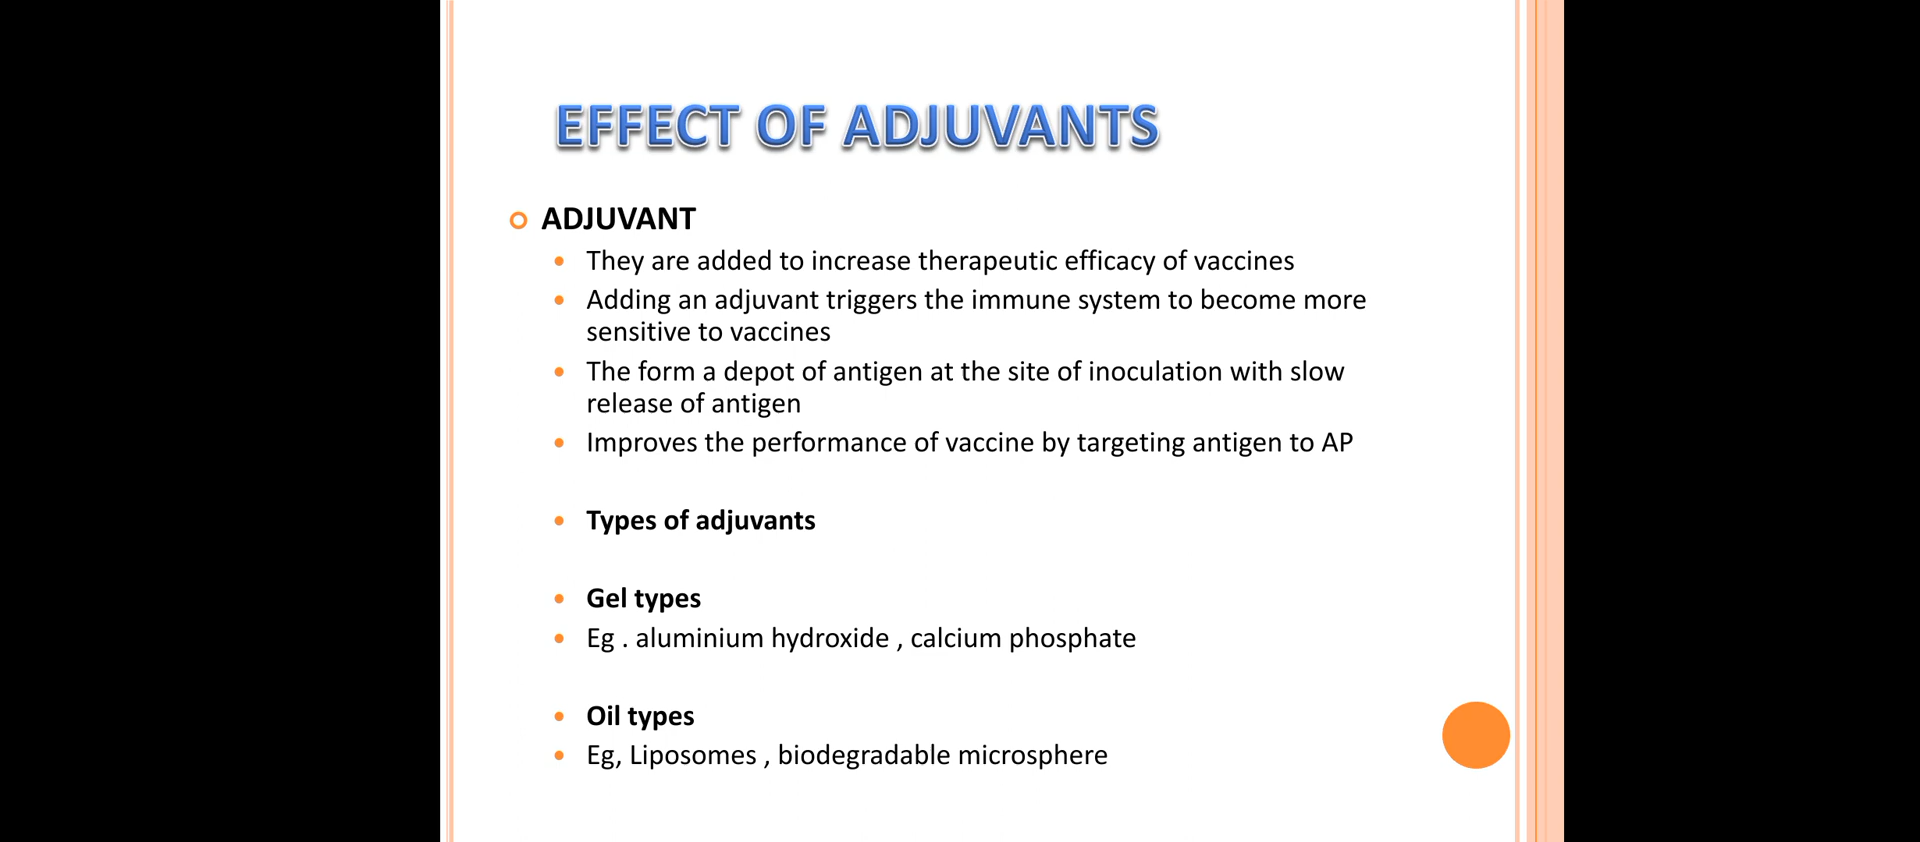 EFFECT OF ADJUVANTS
ADJUVANT
They are added to increase therapeutic efficacy of vaccines
Adding an adjuvant triggers the immune system to become more
sensitive to vaccines
The form a depot of antigen at the site of inoculation with slow
release of antigen
Improves the performance of vaccine by targeting antigen to AP
Types of adjuvants
Gel types
Eg . aluminium hydroxide , calcium phosphate
Oil types
Eg, Liposomes , biodegradable microsphere